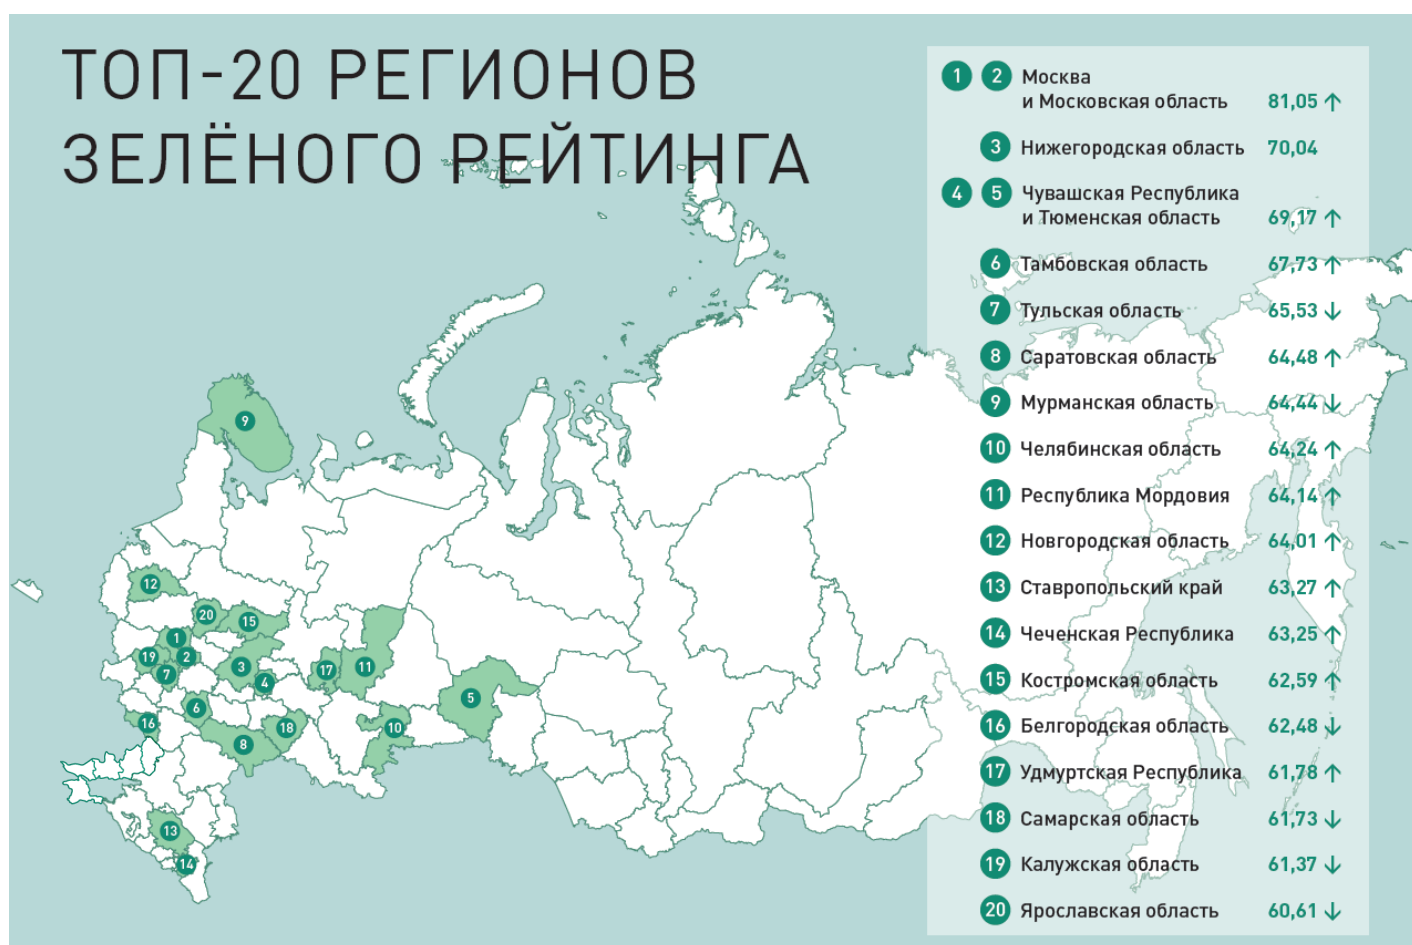 ТОП-20 РЕГИОНОВ
ЗЕЛЁНОГО РЕЙТИНГА
1 2 Москва
и Московская область 81,05 ↑
3 Нижегородская область 70,04
4 5 Чувашская Республика
и Тюменская область 69,17 ↑
6 Тамбовская область 67,73 ↑
7 Тульская область 65,53 ↓
8 Саратовская область 64,48 ↑
9 Мурманская область 64,44 ↓
10 Челябинская область 64,24 ↑
11 Республика Мордовия 64,14 ↑
12 Новгородская область 64,01 ↑
13 Ставропольский край 63,27 ↑
14 Чеченская Республика 63,25 ↑
15 Костромская область 62,59 ↑
16 Белгородская область 62,48 ↓
17 Удмуртская Республика 61,78 ↑
18 Самарская область 61,73 ↓
19 Калужская область 61,37 ↓
20 Ярославская область 60,61 ↓
9
12
20
15
1
19
2
3
17
11
7
4
5
6
16
18
10
8
13
14